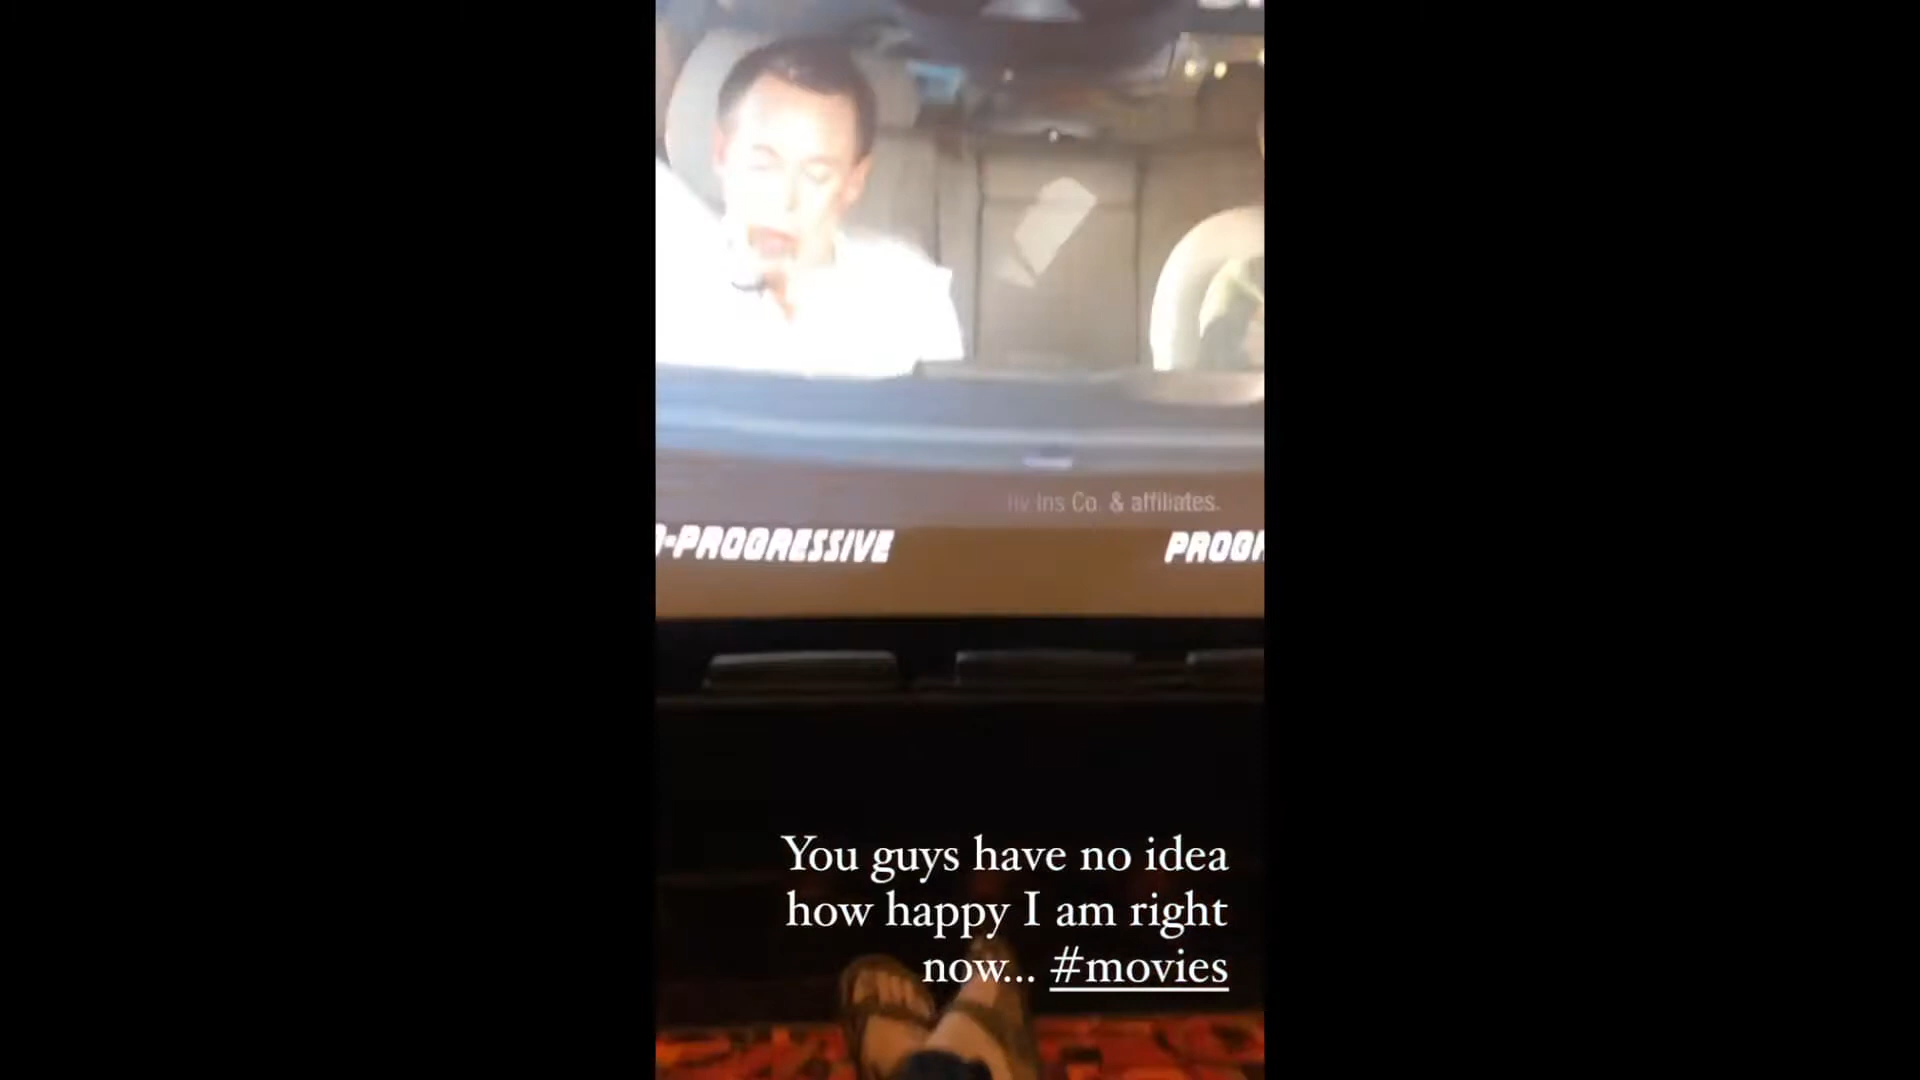 Ins Co. & affiliates.
-PROGRESSIVE
You guys have no idea
how happy I am right
now... #movies